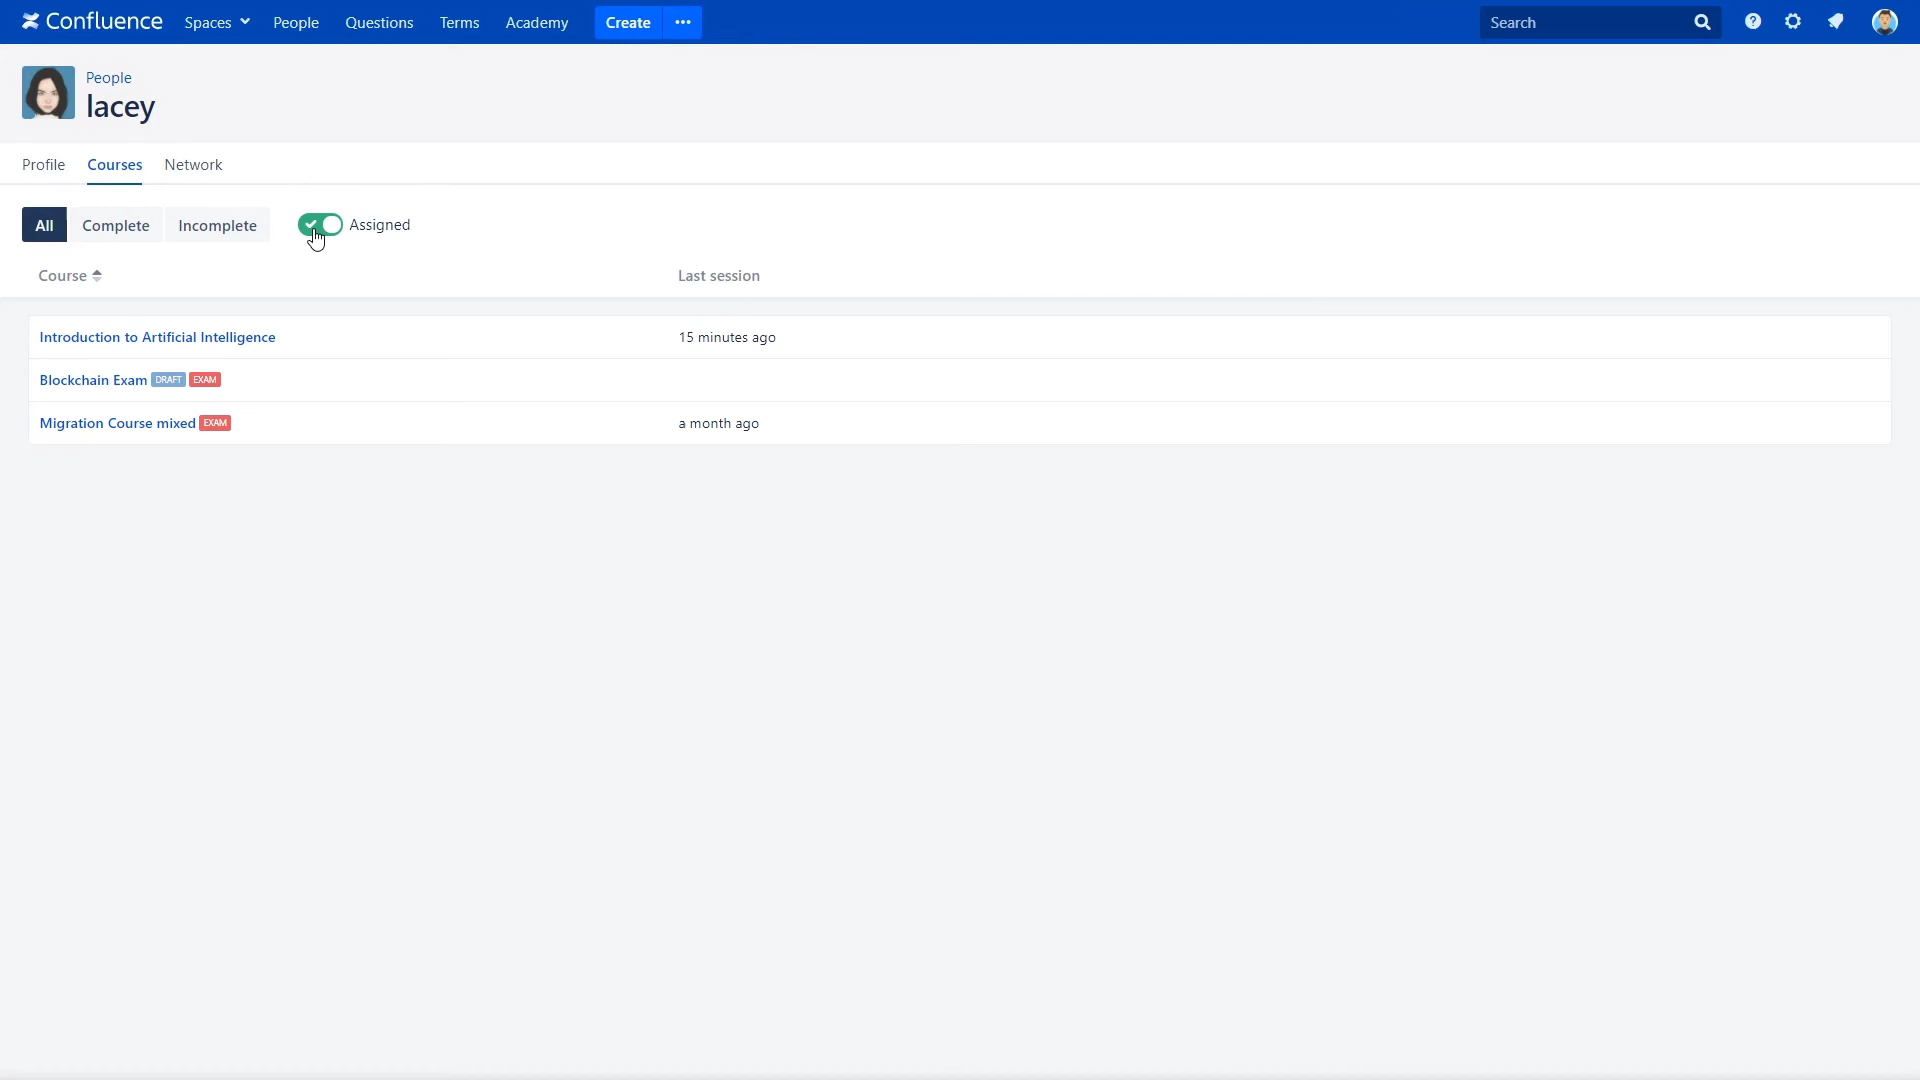 Confluence Spaces People Questions Terms Academy Create ••• Search
People
lacey
Profile Courses Network
All Complete Incomplete Assigned
Course Last session
Introduction to Artificial Intelligence 15 minutes ago
Blockchain Exam DRAFT EXAM
Migration Course mixed EXAM a month ago